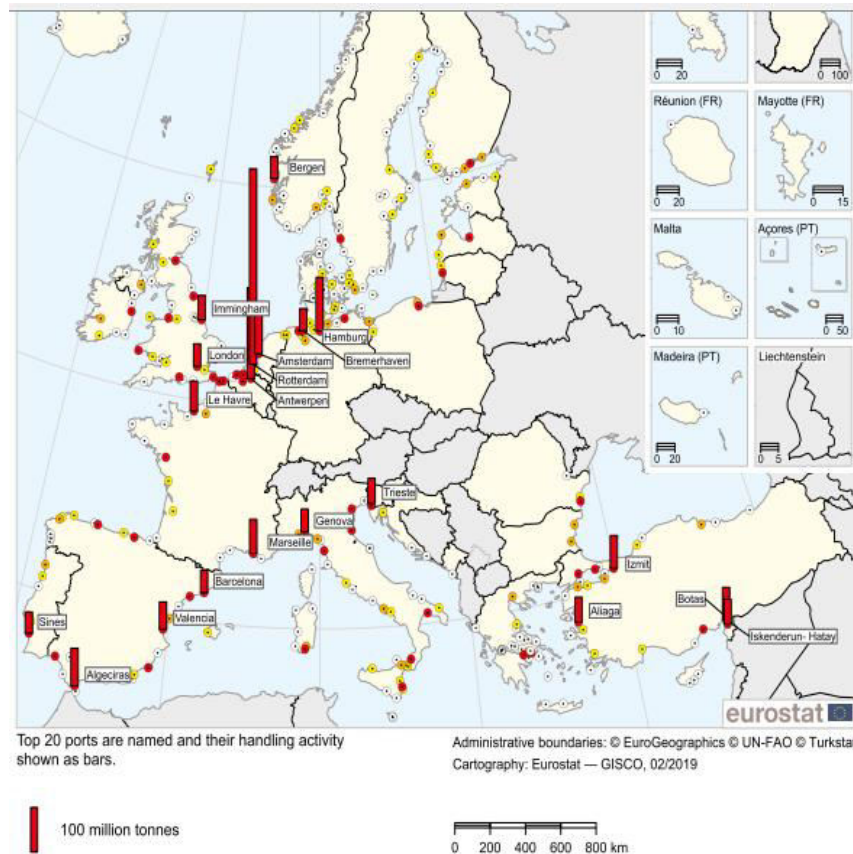 0 20
0 100
Réunion (FR)
0 20
Mayotte (FR)
0 15
Malta
0 10
Açores (PT)
0 50
Madeira (PT)
0 20
Liechtenstein
0 5
Bergen
Immingham
Hamburg
London
Bremerhaven
Amsterdam
Rotterdam
Le Havre
Antwerpen
Trieste
Genova
Marseille
Izmit
Barcelona
Botas
Sines
Valencia
Aliaga
Iskenderun- Hatay
Algeciras
eurostat
Top 20 ports are named and their handling activity
shown as bars.
Administrative boundaries: © EuroGeographics © UN-FAO © Turksta
Cartography: Eurostat — GISCO, 02/2019
100 million tonnes
0 200 400 600 800 km